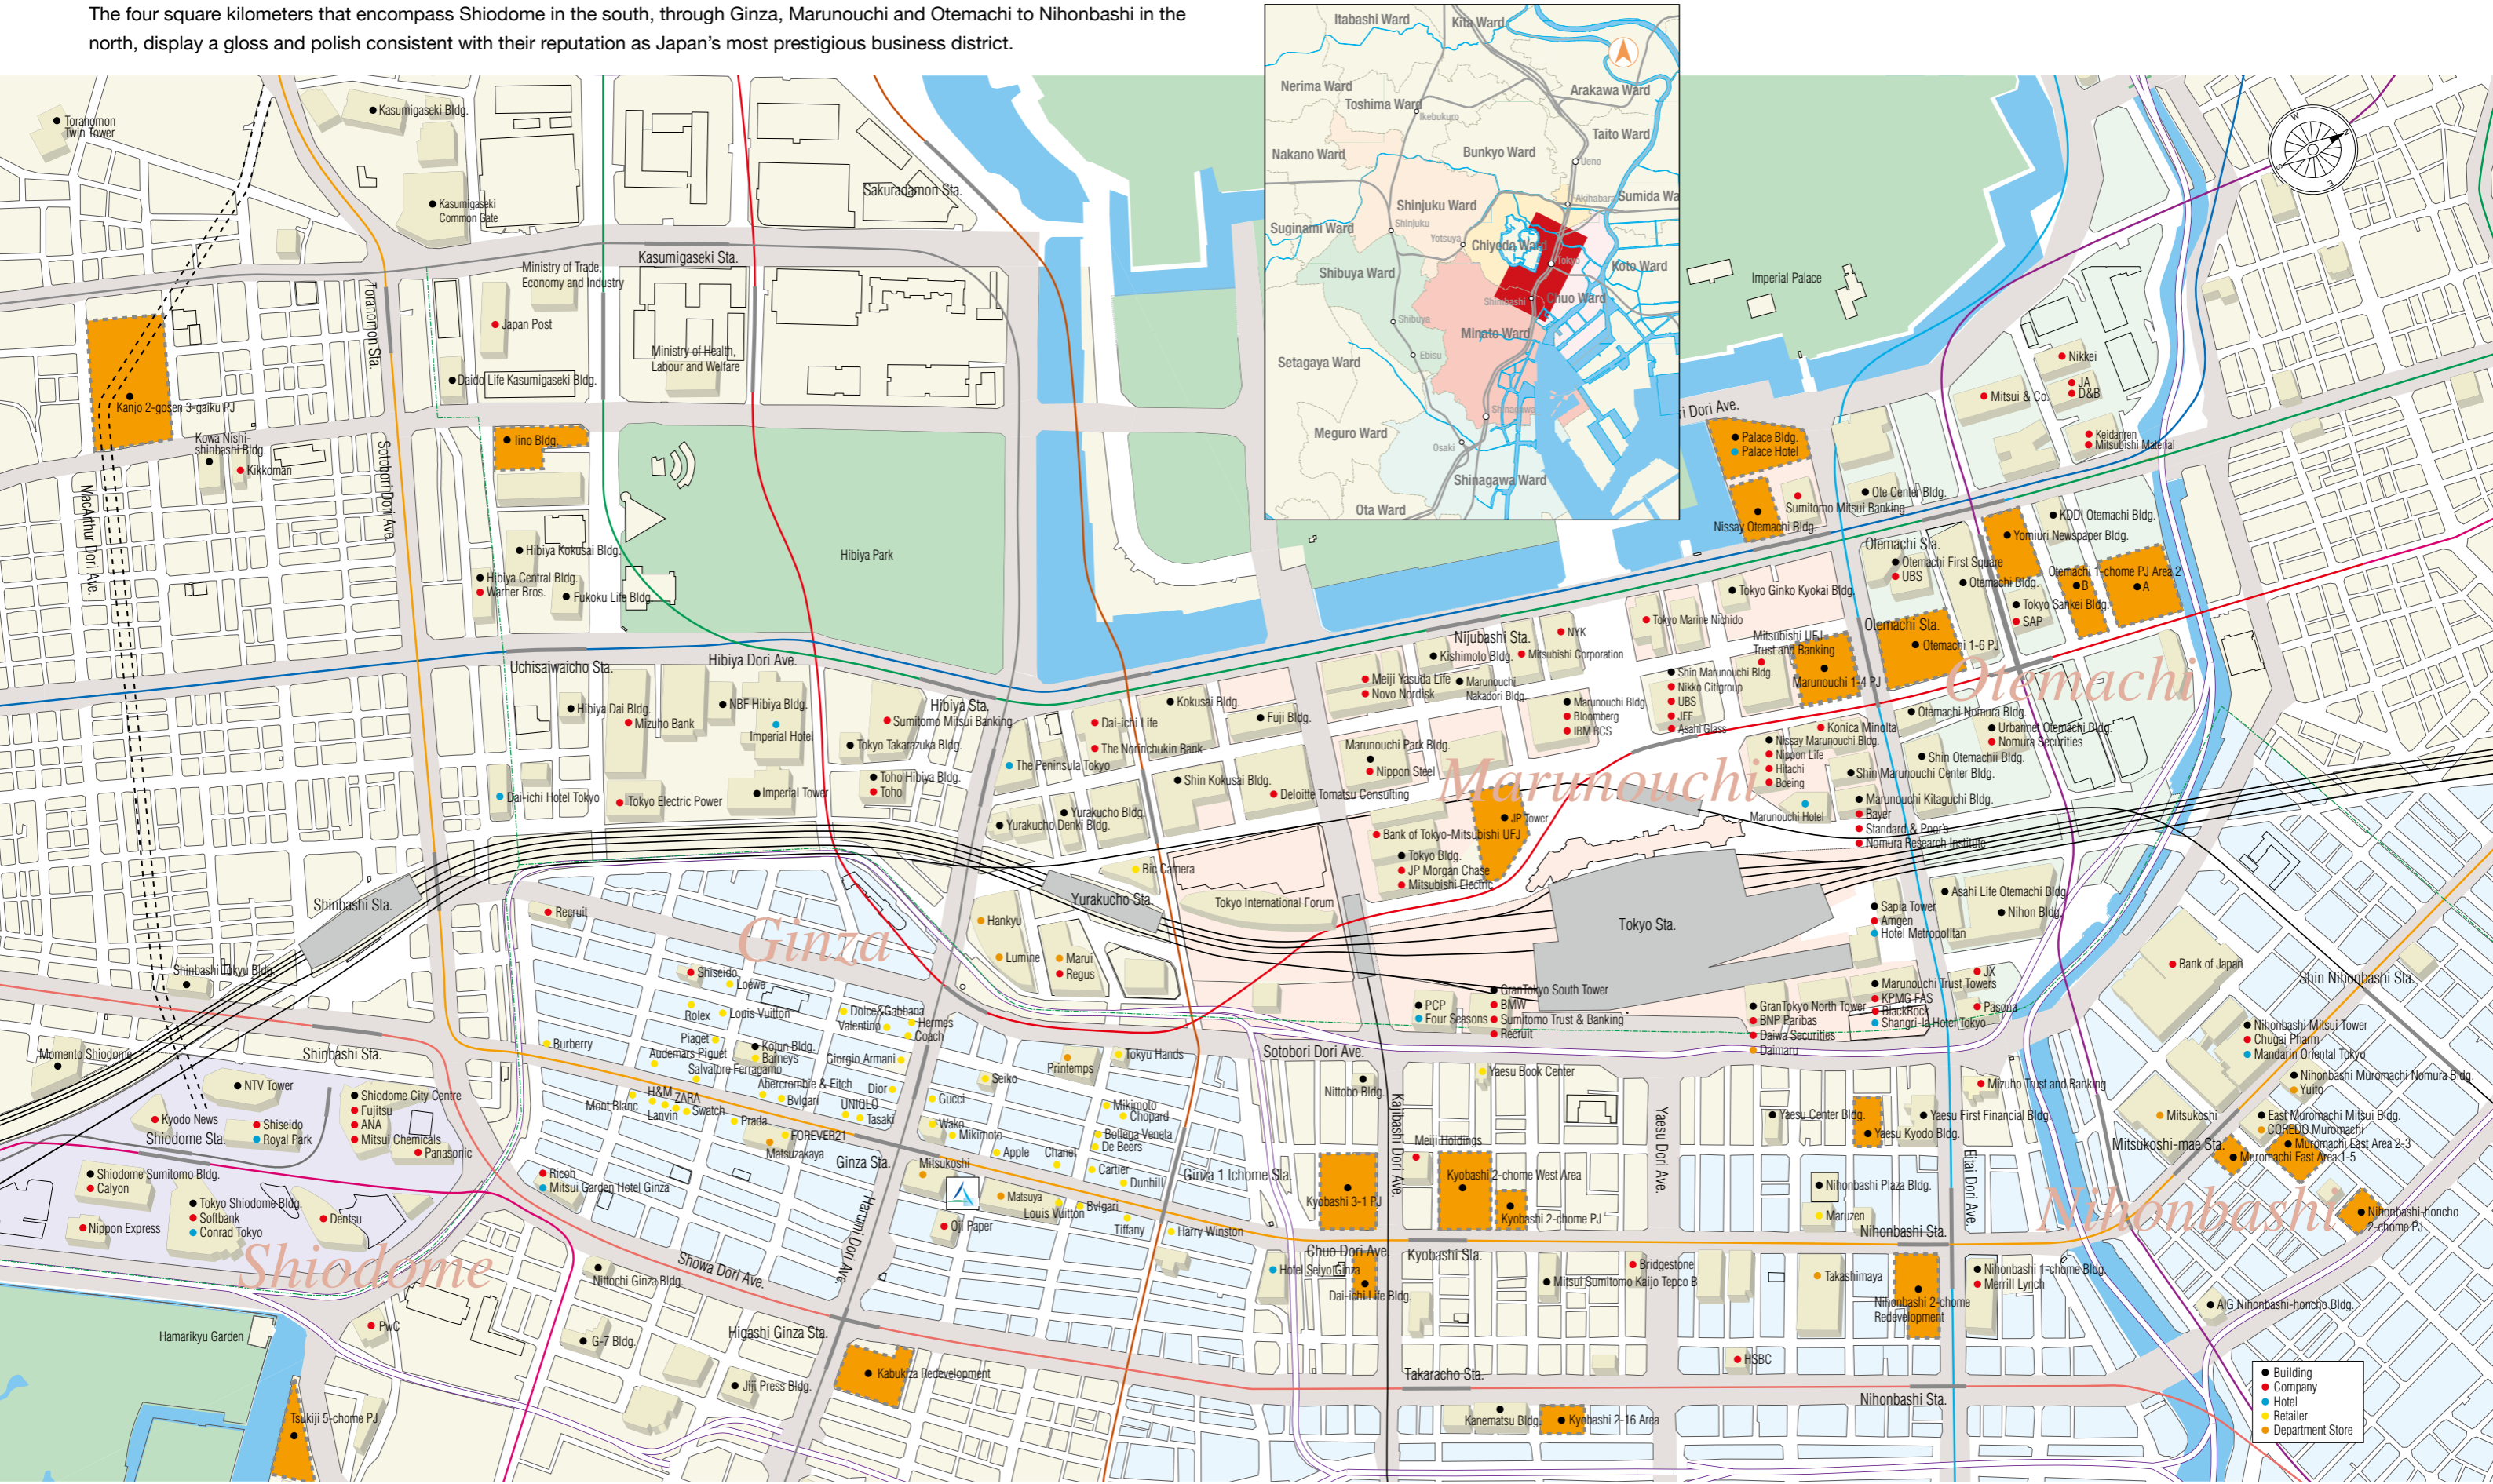 The four square kilometers that encompass Shiodome in the south, through Ginza, Marunouchi and Otemachi to Nihonbashi in the
north, display a gloss and polish consistent with their reputation as Japan's most prestigious business district.
Itabashi Ward
Kita Ward
Nerima Ward
Toshima Ward
Arakawa Ward
Ikebukuro
Taito Ward
Nakano Ward
Bunkyo Ward
Ueno
Shinjuku Ward
Akihabara
Sumida Wa
Suginami Ward
Shinjuku
Yotsuya
Chiyoda Ward
Tokyo
Koto Ward
Shibuya Ward
Shimbashi
Chuo Ward
Shibuya
Minato Ward
Ebisu
Setagaya Ward
Shinagawa
Meguro Ward
Osaki
Shinagawa Ward
Ota Ward
W
N
S
E
Toranomon
Twin Tower
Kasumigaseki Bldg.
Kasumigaseki
Common Gate
Sakuradamon Sta.
Kasumigaseki Sta.
Ministry of Trade,
Economy and Industry
Japan Post
Ministry of Health,
Labour and Welfare
Daido Life Kasumigaseki Bldg.
Toranomon Sta.
Kanjo 2-gosen 3-gaiku PJ
Kowa Nishi-
shinbashi Bldg.
Kikkoman
Sotobori Dori Ave.
MacArthur Dori Ave.
Iino Bldg.
Hibiya Kokusai Bldg.
Hibiya Central Bldg.
Warner Bros.
Fukoku Life Bldg.
Hibiya Park
Imperial Palace
Nikkei
JA
D&B
Mitsui & Co.
Keidanren
Mitsubishi Material
ri Dori Ave.
Palace Bldg.
Palace Hotel
Nissay Otemachi Bldg.
Sumitomo Mitsui Banking
Ote Center Bldg.
KDDI Otemachi Bldg.
Yomiuri Newspaper Bldg.
Otemachi Sta.
Otemachi First Square
UBS
Otemachi Bldg.
Otemachi 1-chome PJ Area 2
B
A
Tokyo Sankei Bldg.
SAP
Tokyo Ginko Kyokai Bldg.
Otemachi Sta.
Otemachi 1-6 PJ
Tokyo Marine Nichido
Mitsubishi UFJ
Trust and Banking
Marunouchi 1-4 PJ
Otemachi
Nijubashi Sta.
NYK
Kishimoto Bldg.
Mitsubishi Corporation
Meiji Yasuda Life
Novo Nordisk
Marunouchi
Nakadori Bldg.
Marunouchi Bldg.
Bloomberg
IBM BCS
Shin Marunouchi Bldg.
Nikko Citigroup
UBS
JFE
Asahi Glass
Uchisaiwaicho Sta.
Hibiya Dori Ave.
Hibiya Dai Bldg.
Mizuho Bank
NBF Hibiya Bldg.
Imperial Hotel
Hibiya Sta.
Sumitomo Mitsui Banking
Tokyo Takarazuka Bldg.
Dai-ichi Life
The Norinchukin Bank
The Peninsula Tokyo
Kokusai Bldg.
Fuji Bldg.
Shin Kokusai Bldg.
Marunouchi Park Bldg.
Nippon Steel
Deloitte Tomatsu Consulting
Marunouchi
Konica Minolta
Nissay Marunouchi Bldg.
Nippon Life
Hitachi
Boeing
Otemachi Nomura Bldg.
Urbannet Otemachi Bldg.
Nomura Securities
Shin Otemachii Bldg.
Shin Marunouchi Center Bldg.
Marunouchi Hotel
Marunouchi Kitaguchi Bldg.
Bayer
Standard & Poor's
Nomura Research Institute
Dai-ichi Hotel Tokyo
Tokyo Electric Power
Imperial Tower
Toho Hibiya Bldg.
Toho
Yurakucho Bldg.
Yurakucho Denki Bldg.
JP Tower
Bank of Tokyo-Mitsubishi UFJ
Tokyo Bldg.
JP Morgan Chase
Mitsubishi Electric
Bic Camera
Yurakucho Sta.
Tokyo International Forum
Tokyo Sta.
Asahi Life Otemachi Bldg.
Nihon Bldg.
Sapia Tower
Amgen
Hotel Metropolitan
Shinbashi Sta.
Recruit
Ginza
Hankyu
Lumine
Marui
Regus
Shinbashi Tokyu Bldg.
Shiseido
Loewe
Rolex
Louis Vuitton
Dolce&Gabbana
Valentino
Hermes
Coach
Piaget
Kojun Bldg.
Barneys
Giorgio Armani
Audemars Piguet
Salvatore Ferragamo
Burberry
Abercrombie & Fitch
Dior
Bvlgari
H&M
ZARA
Mont Blanc
Lanvin
Swatch
UNIQLO
Tasaki
Prada
FOREVER21
Matsuzakaya
Ginza Sta.
Seiko
Gucci
Wako
Mikimoto
Apple
Chanel
Printemps
Tokyu Hands
Mikimoto
Chopard
Bottega Veneta
De Beers
Cartier
Dunhill
Ginza 1 tchome Sta.
Mitsukoshi
Matsuya
Louis Vuitton
Bvlgari
Tiffany
Harry Winston
Oji Paper
PCP
Four Seasons
GranTokyo South Tower
BMW
Sumitomo Trust & Banking
Recruit
GranTokyo North Tower
BNP Paribas
Daiwa Securities
Daimaru
Marunouchi Trust Towers
KPMG FAS
BlackRock
Shangri-la Hotel Tokyo
JX
Pasona
Bank of Japan
Shin Nihonbashi Sta.
Nihonbashi Mitsui Tower
Chugai Pharm
Mandarin Oriental Tokyo
Nihonbashi Muromachi Nomura Bldg.
Yuito
Mitsukoshi
East Muromachi Mitsui Bldg.
COREDO Muromachi
Muromachi East Area 2-3
Mitsukoshi-mae Sta.
Muromachi East Area 1-5
Nihonbashi
Nihonbashi-honcho
2-chome PJ
AIG Nihonbashi-honcho Bldg.
Momento Shiodome
Shinbashi Sta.
NTV Tower
Kyodo News
Shiodome Sta.
Shiseido
Royal Park
Shiodome City Centre
Fujitsu
ANA
Mitsui Chemicals
Panasonic
Shiodome Sumitomo Bldg.
Calyon
Tokyo Shiodome Bldg.
Softbank
Conrad Tokyo
Nippon Express
Dentsu
Shiodome
Ricoh
Mitsui Garden Hotel Ginza
Harumi Dori Ave.
Showa Dori Ave.
Nittochi Ginza Bldg.
Hamarikyu Garden
PwC
G-7 Bldg.
Higashi Ginza Sta.
Jiji Press Bldg.
Kabukiza Redevelopment
Tsukiji 5-chome PJ
Sotobori Dori Ave.
Nittobo Bldg.
Kajibashi Dori Ave.
Yaesu Book Center
Meiji Holdings
Kyobashi 2-chome West Area
Kyobashi 3-1 PJ
Kyobashi 2-chome PJ
Yaesu Dori Ave.
Yaesu Center Bldg.
Yaesu Kyodo Bldg.
Yaesu First Financial Bldg.
Mizuho Trust and Banking
Eitai Dori Ave.
Nihonbashi Plaza Bldg.
Maruzen
Nihonbashi Sta.
Chuo Dori Ave.
Kyobashi Sta.
Hotel Seiyo Ginza
Dai-ichi Life Bldg.
Mitsui Sumitomo Kaijo Tepco B
Bridgestone
Takashimaya
Nihonbashi 2-chome
Redevelopment
Nihonbashi 1-chome Bldg.
Merrill Lynch
HSBC
Takaracho Sta.
Nihonbashi Sta.
Kanematsu Bldg.
Kyobashi 2-16 Area
Building
Company
Hotel
Retailer
Department Store